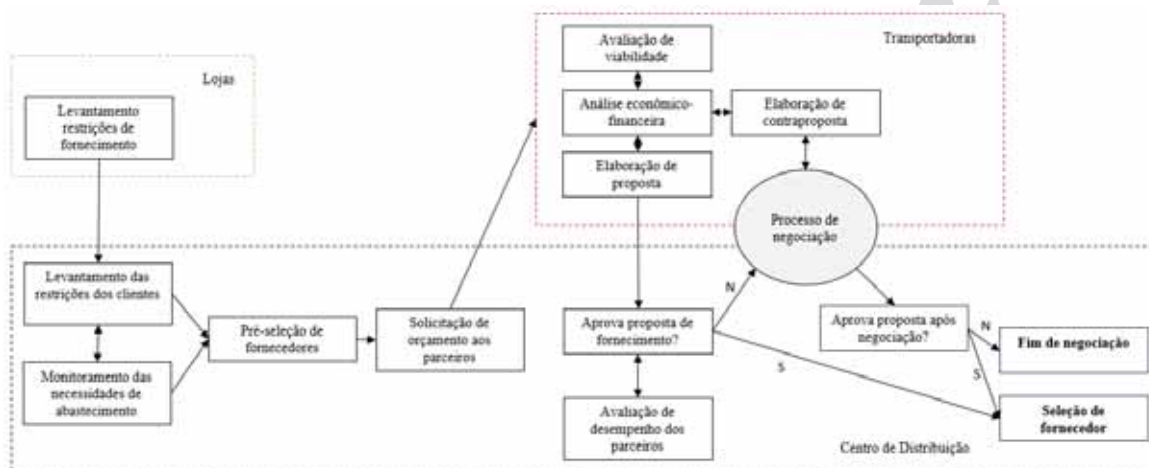 Lojas
Levantamento
restrições de
fornecimento
Transportadoras
Avaliação de
viabilidade
Análise econômico-
financeira
Elaboração de
contraproposta
Elaboração de
proposta
Processo de
negociação
Levantamento das
restrições dos clientes
Monitoramento das
necessidades de
abastecimento
Pré-seleção de
fornecedores
Solicitação de
orçamento aos
parceiros
Aprova proposta de
fornecimento?
N
S
Avaliação de
desempenho dos
parceiros
Aprova proposta após
negociação?
N
S
Fim de negociação
Seleção de
fornecedor
Centro de Distribuição